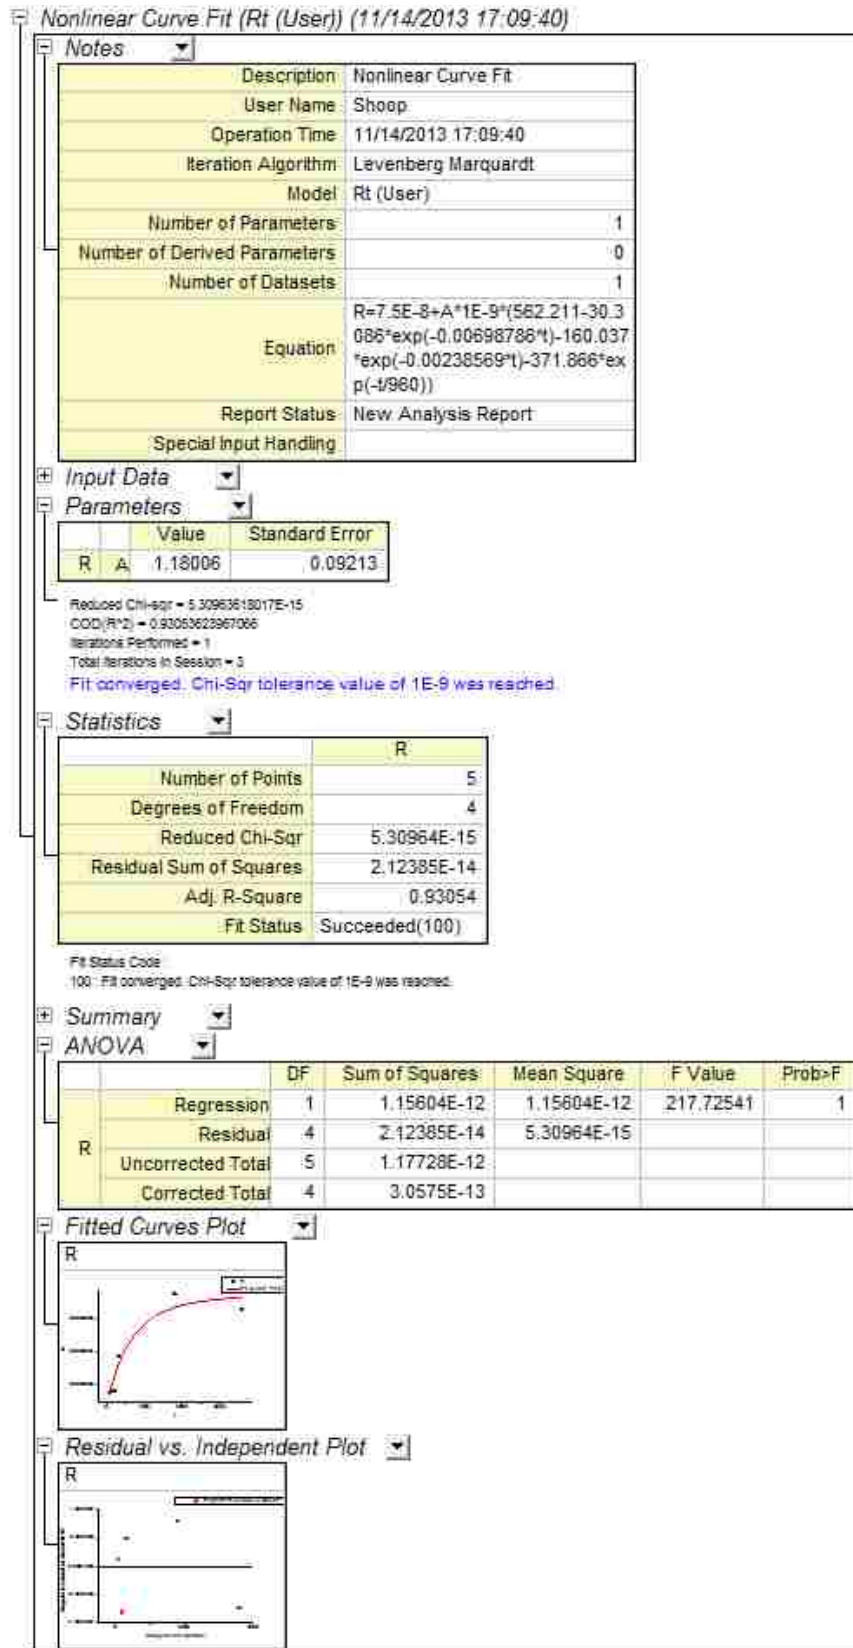 Nonlinear Curve Fit (Rt (User)) (11/14/2013 17:09:40)
Notes
Description Nonlinear Curve Fit
User Name Shoop
Operation Time 11/14/2013 17:09:40
Iteration Algorithm Levenberg Marquardt
Model Rt (User)
Number of Parameters 1
Number of Derived Parameters 0
Number of Datasets 1
Equation R=7.5E-8+A*1E-9*(562.211-30.3
086*exp(-0.00698786*t)-160.037
*exp(-0.00238569*t)-371.866*ex
p(-t/960))
Report Status New Analysis Report
Special Input Handling
Input Data
Parameters
Value Standard Error
R A 1.18006 0.09213
Reduced Chi-sqr = 5.30963618017E-15
COD(R^2) = 0.93053623967066
Iterations Performed = 1
Total Iterations in Session = 3
Fit converged. Chi-Sqr tolerance value of 1E-9 was reached.
Statistics
R
Number of Points 5
Degrees of Freedom 4
Reduced Chi-Sqr 5.30964E-15
Residual Sum of Squares 2.12385E-14
Adj. R-Square 0.93054
Fit Status Succeeded(100)
Fit Status Code :
100 : Fit converged. Chi-Sqr tolerance value of 1E-9 was reached.
Summary
ANOVA
DF Sum of Squares Mean Square F Value Prob>F
R
Regression 1 1.15604E-12 1.15604E-12 217.72541 1
Residual 4 2.12385E-14 5.30964E-15
Uncorrected Total 5 1.17728E-12
Corrected Total 4 3.0575E-13
Fitted Curves Plot
R
Residual vs. Independent Plot
R